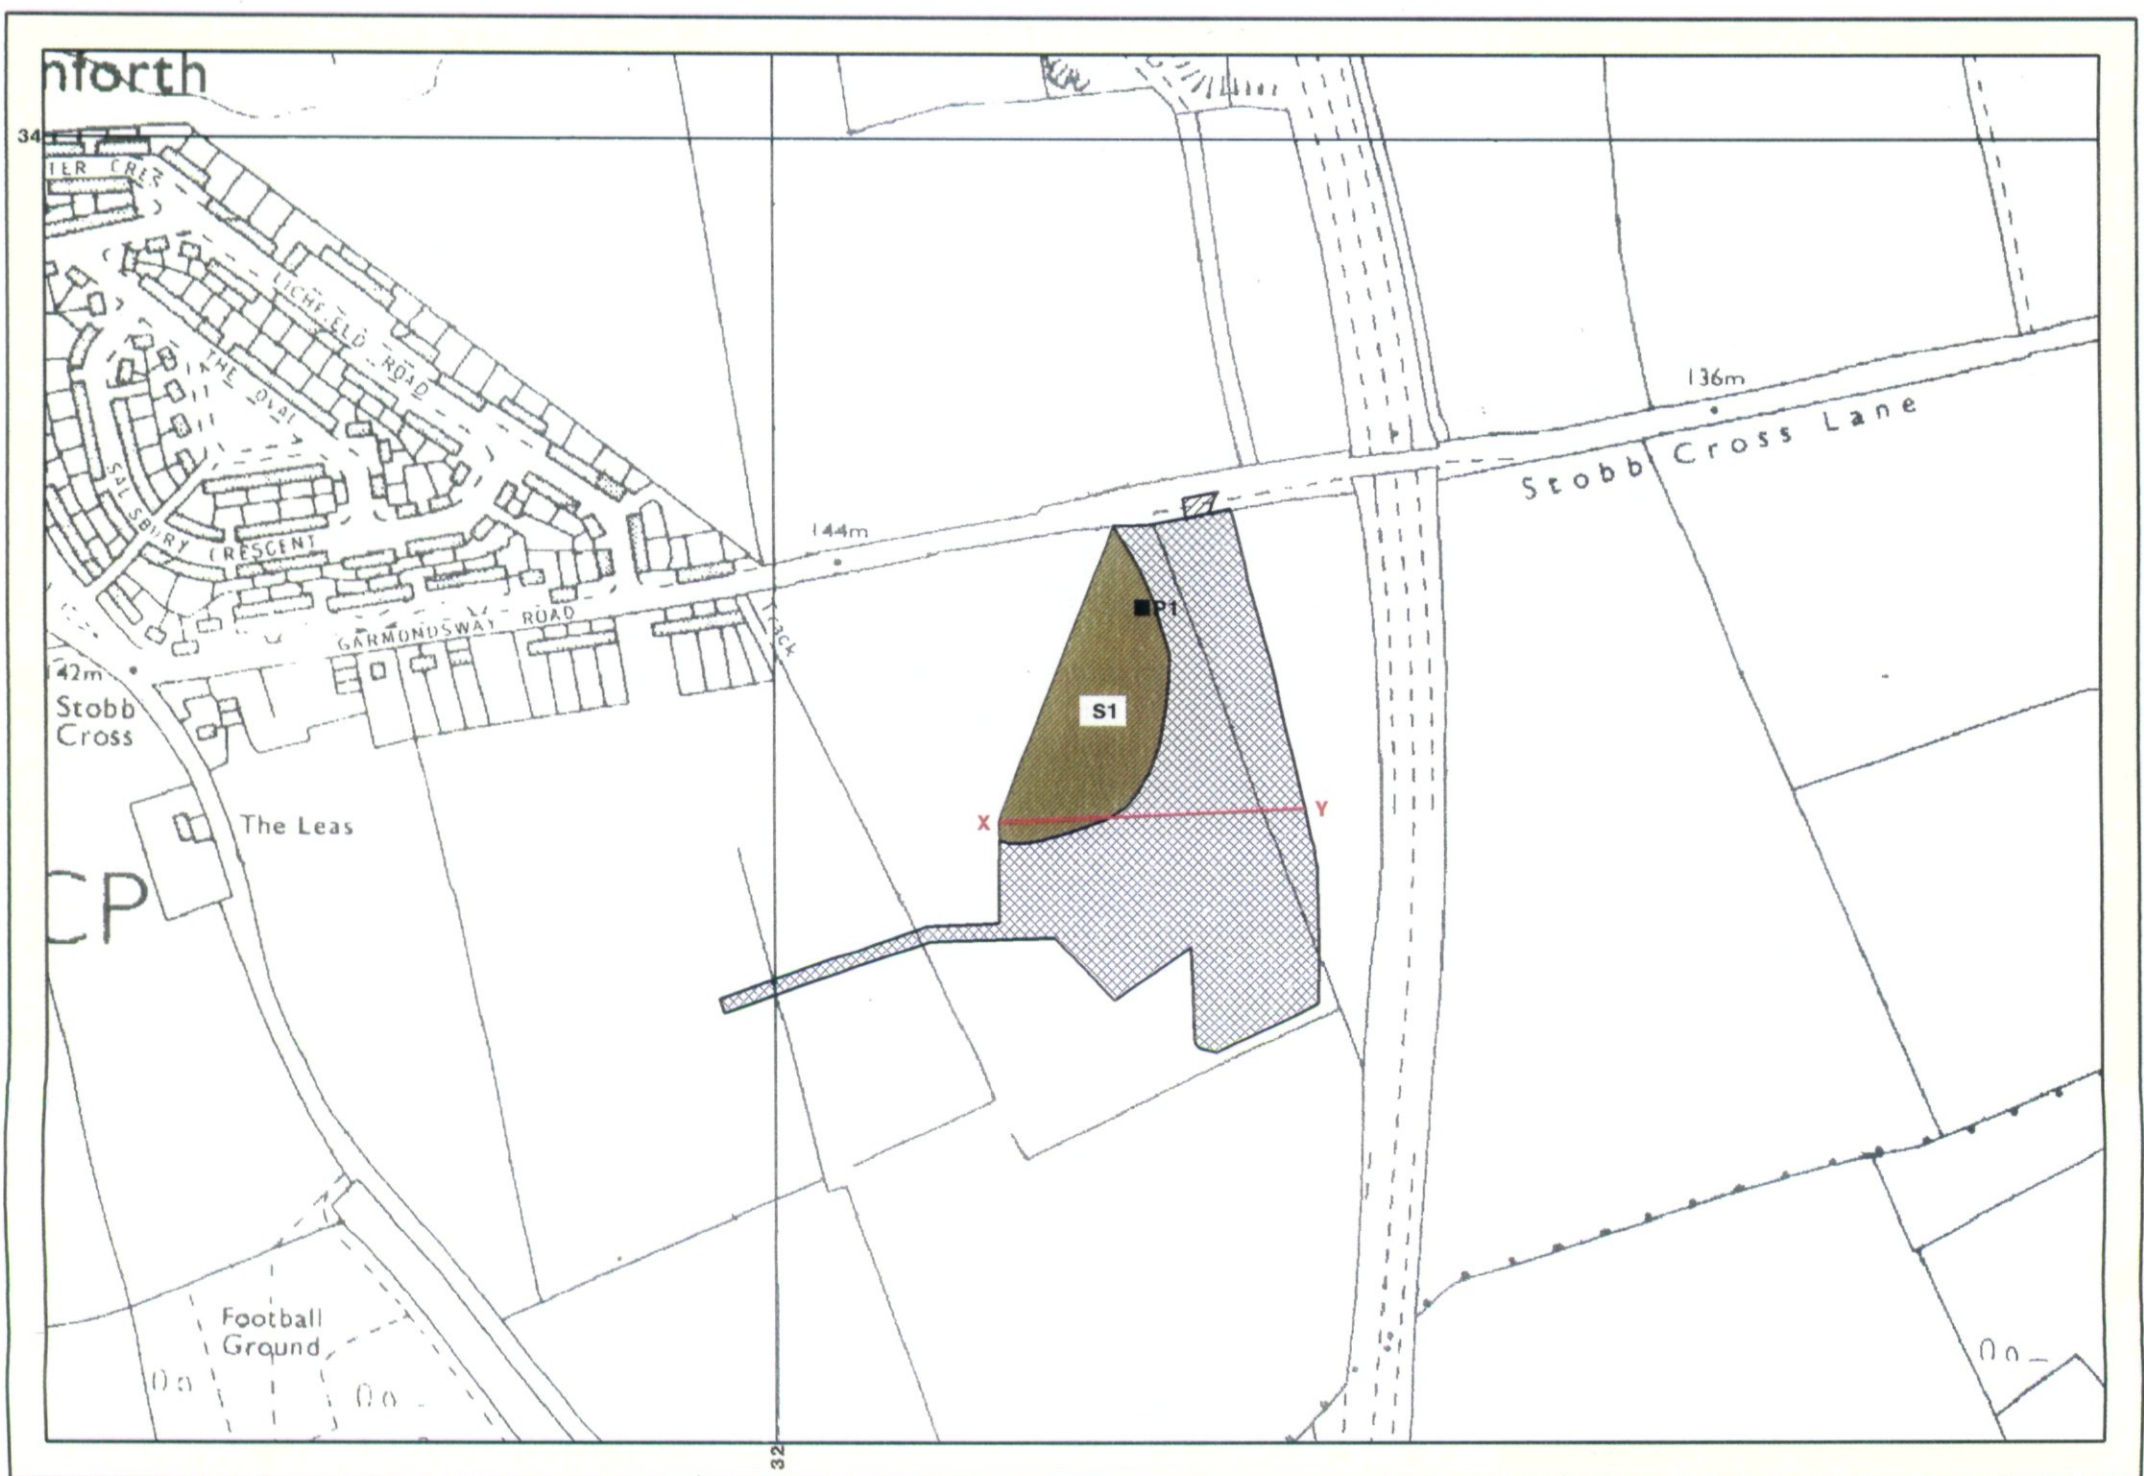 nforth
34
TER CRES
LICHFIELD ROAD
THE OVAL
SALISBURY CRESCENT
136m
Stobb Cross Lane
144m
GARMONDSWAY ROAD
Track
P1
142m
Stobb
Cross
S1
X
Y
The Leas
CP
Football
Ground
32